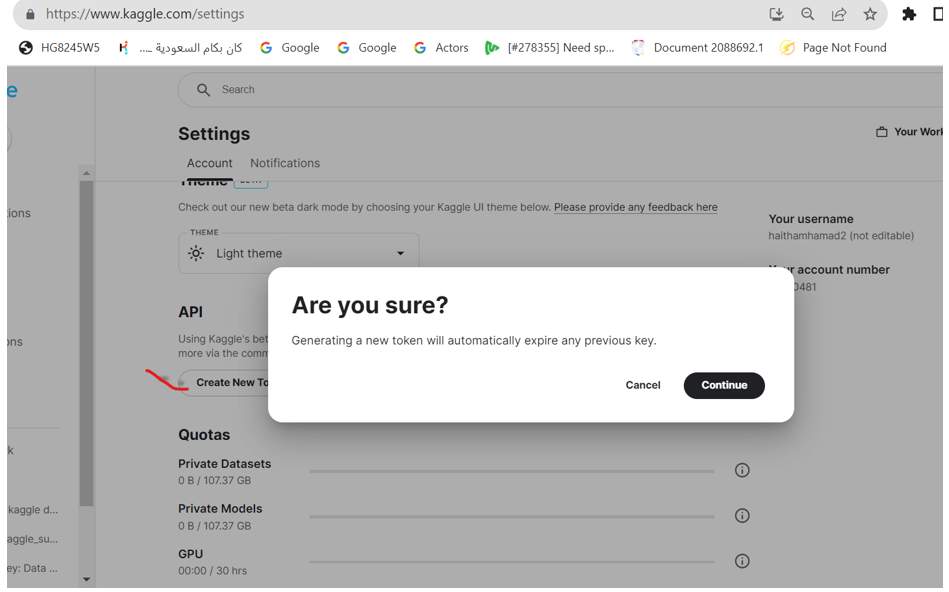 https://www.kaggle.com/settings
HG8245W5 كان بكام السعودية ... Google Google Actors [#278355] Need sp... Document 2088692.1 Page Not Found
e
Search
Settings
Your Work
Account Notifications
Theme BETA
tions
Check out our new beta dark mode by choosing your Kaggle UI theme below. Please provide any feedback here
Your username
haithamhamad2 (not editable)
THEME
Light theme
Your account number
0481
Are you sure?
API
Using Kaggle's bet
more via the comm
Generating a new token will automatically expire any previous key.
ons
Create New To
Cancel Continue
Quotas
k
Private Datasets
0 B / 107.37 GB
Private Models
0 B / 107.37 GB
kaggle d...
aggle_su...
GPU
00:00 / 30 hrs
ey: Data ...